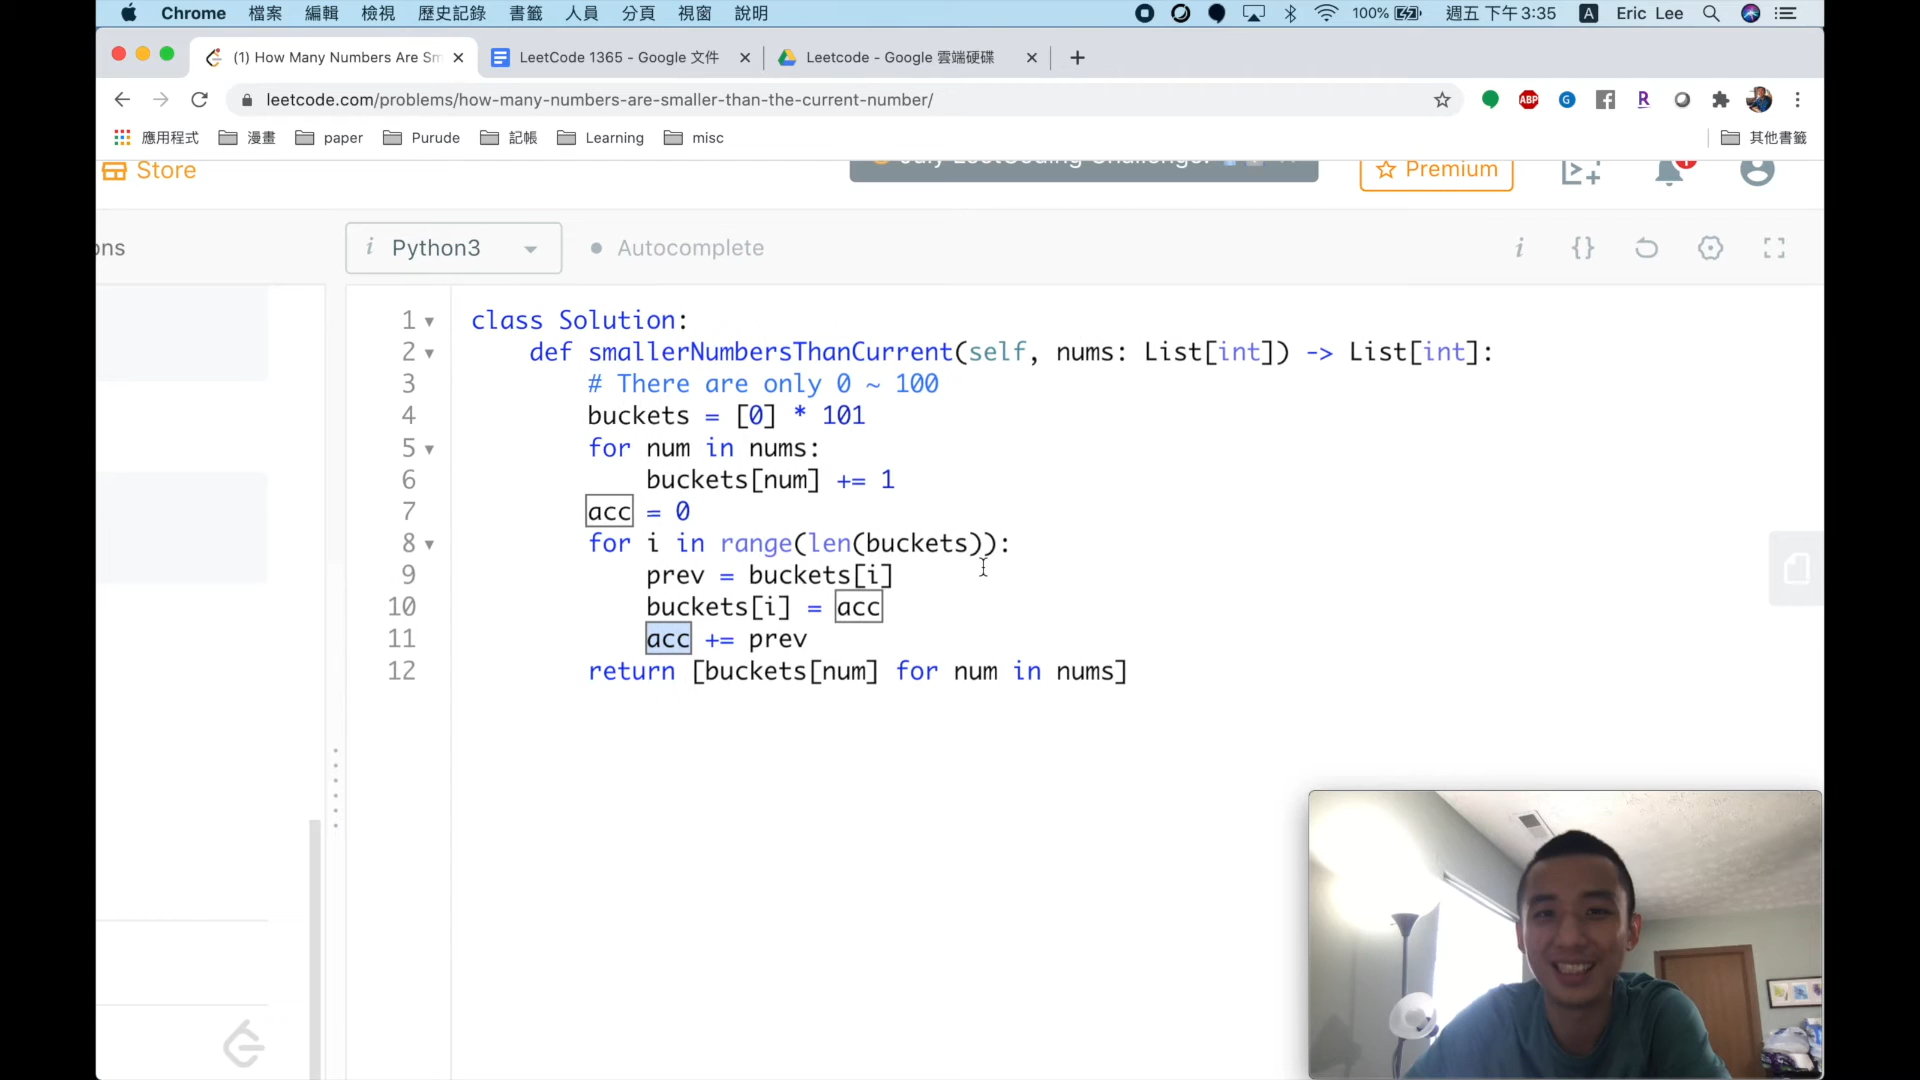 Chrome 檔案 編輯 檢視 歷史記錄 書籤 人員 分頁 視窗 說明 100% 週五 下午 3:35 A Eric Lee
(1) How Many Numbers Are Sm
LeetCode 1365 - Google 文件
Leetcode - Google 雲端硬碟
leetcode.com/problems/how-many-numbers-are-smaller-than-the-current-number/
ABP G R
應用程式 漫畫 paper Purude 記帳 Learning misc 其他書籤
Store
July LeetCoding Challenge!
Premium
ons
i Python3
Autocomplete
i {}
1 class Solution:
2 def smallerNumbersThanCurrent(self, nums: List[int]) -> List[int]:
3 # There are only 0 ~ 100
4 buckets = [0] * 101
5 for num in nums:
6 buckets[num] += 1
7 acc = 0
8 for i in range(len(buckets)):
9 prev = buckets[i]
10 buckets[i] = acc
11 acc += prev
12 return [buckets[num] for num in nums]